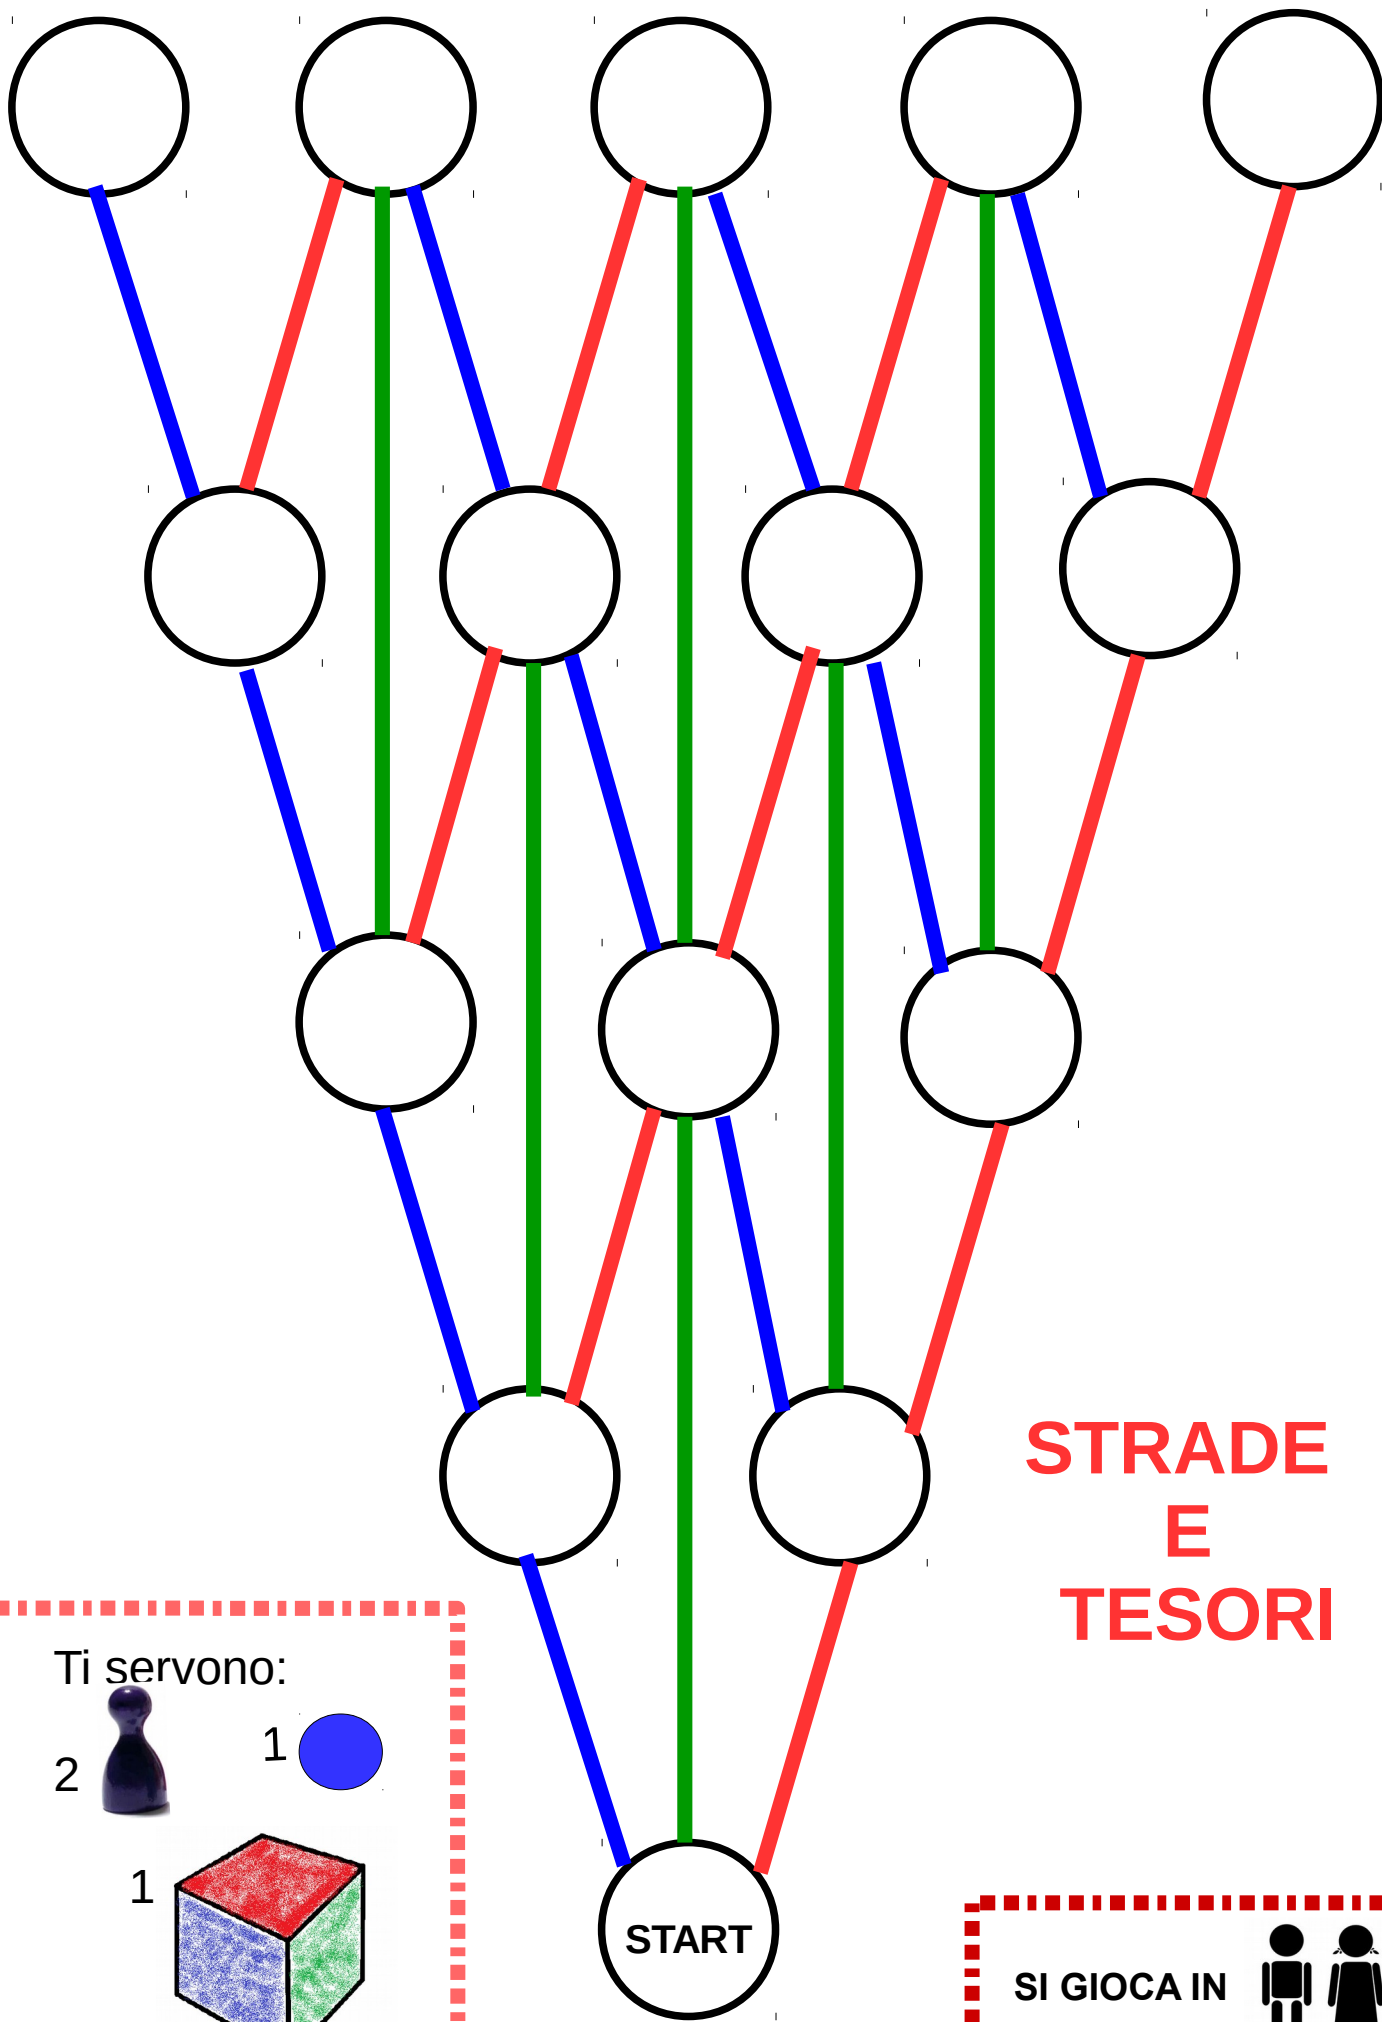 STRADE
E
TESORI
Ti servono:
2
1
1
START
SI GIOCA IN